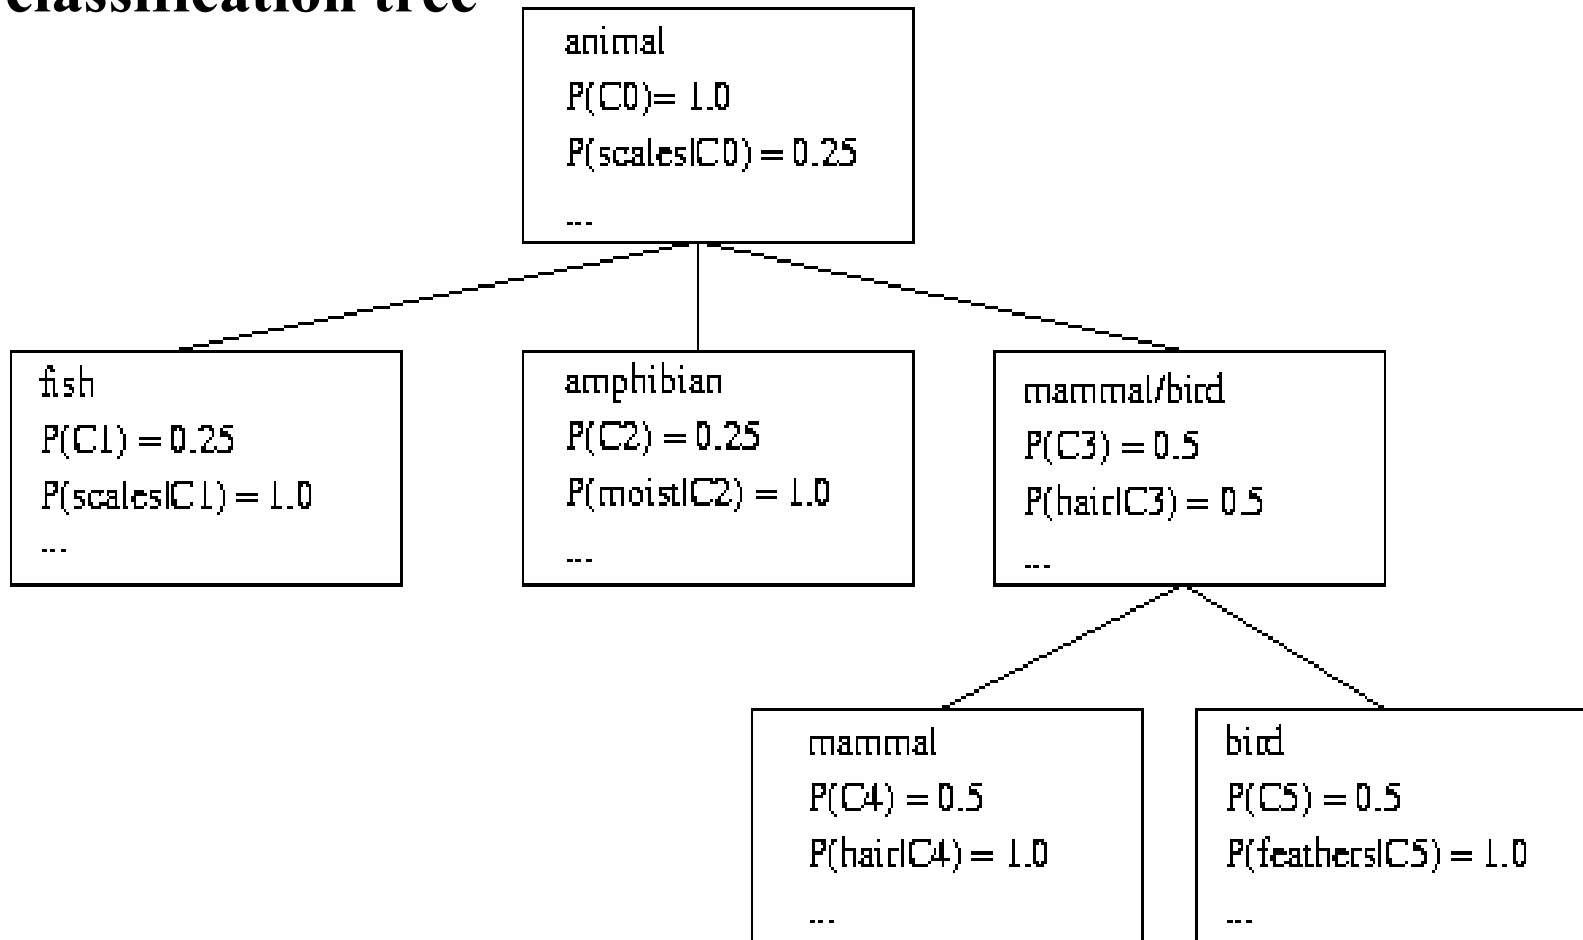 classification tree
animal
P(C0)= 1.0
P(scales|C0) = 0.25
...
fish
P(C1) = 0.25
P(scales|C1) = 1.0
...
amphibian
P(C2) = 0.25
P(moist|C2) = 1.0
...
mammal/bird
P(C3) = 0.5
P(hair|C3) = 0.5
...
mammal
P(C4) = 0.5
P(hair|C4) = 1.0
...
bird
P(C5) = 0.5
P(feathers|C5) = 1.0
...